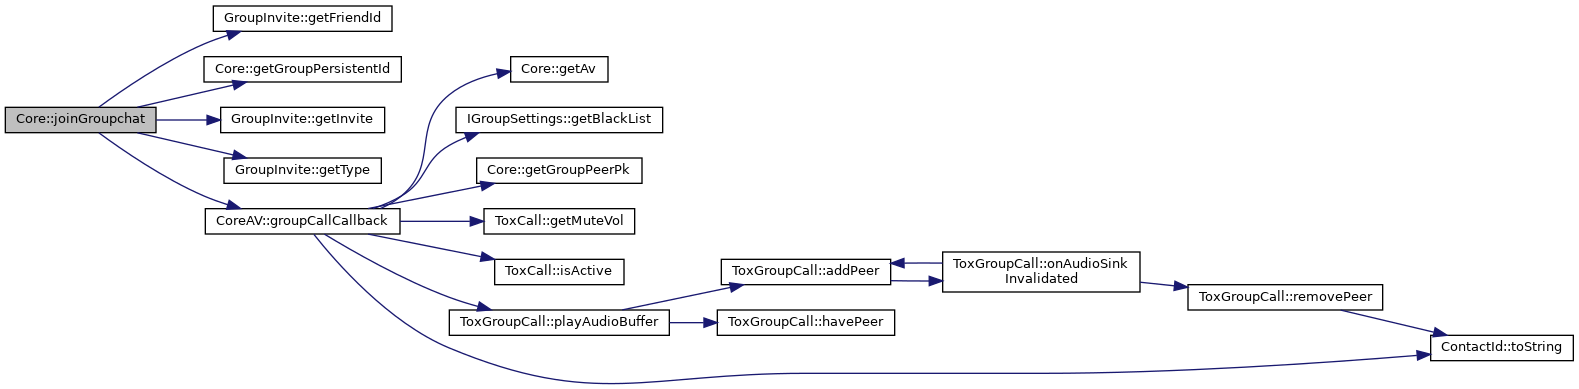 GroupInvite::getFriendId
Core::getGroupPersistentId
Core::joinGroupchat
GroupInvite::getInvite
GroupInvite::getType
CoreAV::groupCallCallback
Core::getAv
IGroupSettings::getBlackList
Core::getGroupPeerPk
ToxCall::getMuteVol
ToxCall::isActive
ToxGroupCall::playAudioBuffer
ToxGroupCall::addPeer
ToxGroupCall::havePeer
ToxGroupCall::onAudioSink
Invalidated
ToxGroupCall::removePeer
ContactId::toString